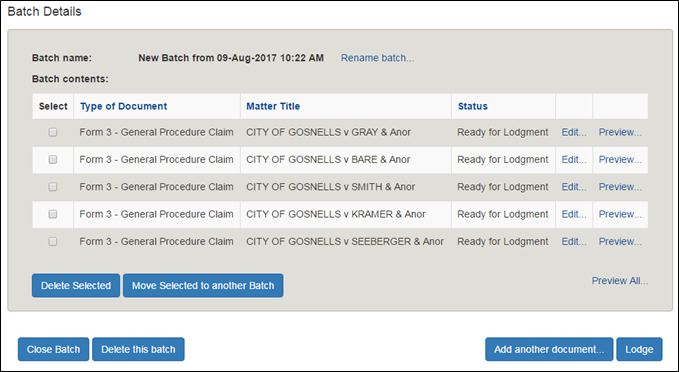 Batch Details
Batch name: New Batch from 09-Aug-2017 10:22 AM Rename batch...
Batch contents:
Select Type of Document Matter Title Status
Form 3 - General Procedure Claim CITY OF GOSNELLS v GRAY & Anor Ready for Lodgment Edit... Preview...
Form 3 - General Procedure Claim CITY OF GOSNELLS v BARE & Anor Ready for Lodgment Edit... Preview...
Form 3 - General Procedure Claim CITY OF GOSNELLS v SMITH & Anor Ready for Lodgment Edit... Preview...
Form 3 - General Procedure Claim CITY OF GOSNELLS v KRAMER & Anor Ready for Lodgment Edit... Preview...
Form 3 - General Procedure Claim CITY OF GOSNELLS v SEEBERGER & Anor Ready for Lodgment Edit... Preview...
Delete Selected Move Selected to another Batch Preview All...
Close Batch Delete this batch Add another document... Lodge